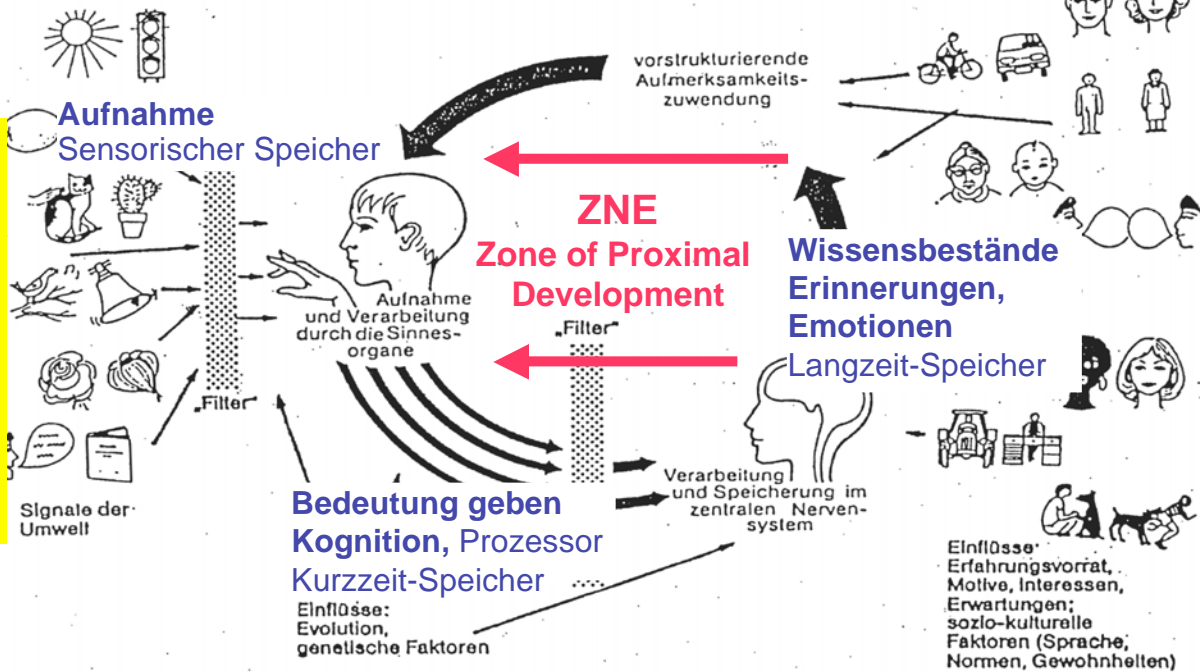 vorstrukturierende
Aufmerksamkeits-
zuwendung
Aufnahme
Sensorischer Speicher
ZNE
Zone of Proximal
Development
Wissensbestände
Erinnerungen,
Emotionen
Langzeit-Speicher
Aufnahme
und Verarbeitung
durch die Sinnes-
organe
„Filter“
„Filter“
Signale der
Umwelt
Bedeutung geben
Kognition, Prozessor
Kurzzeit-Speicher
Verarbeitung
und Speicherung im
zentralen Nerven-
system
Einflüsse:
Evolution,
genetische Faktoren
Einflüsse:
Erfahrungsvorrat,
Motive, Interessen,
Erwartungen;
sozio-kulturelle
Faktoren (Sprache,
Normen, Gewohnheiten)